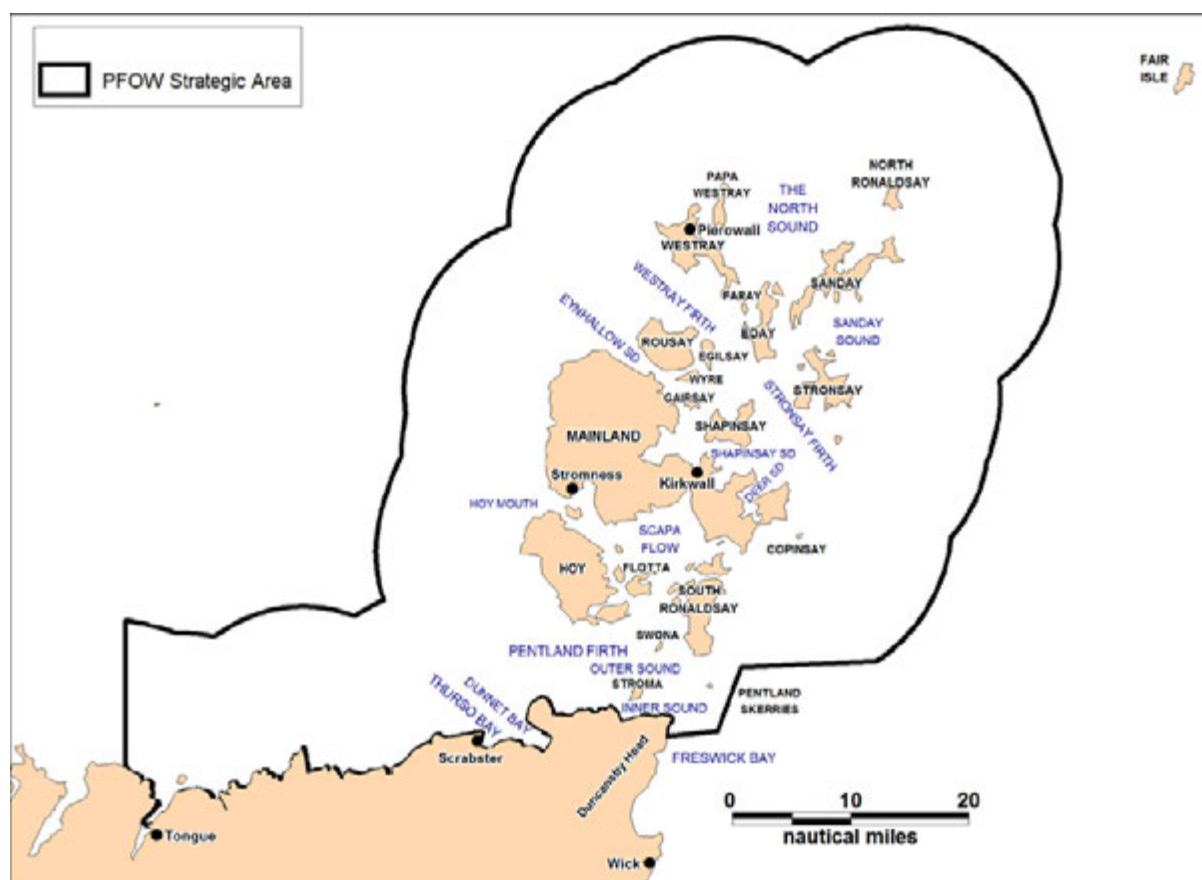 PFOW Strategic Area
FAIR
ISLE
NORTH
RONALDSAY
PAPA
WESTRAY
THE
NORTH
SOUND
Pierowall
WESTRAY
WESTRAY FIRTH
FARAY
SANDAY
EYNHALLOW SD
ROUSAY
EDAY
SANDAY
SOUND
EGILSAY
WYRE
GAIRSAY
STRONSAY
STRONSAY FIRTH
SHAPINSAY
MAINLAND
SHAPINSAY SD
Stromness
Kirkwall
DEER SD
HOY MOUTH
SCAPA
FLOW
COPINSAY
HOY
FLOTTA
SOUTH
RONALDSAY
SWONA
PENTLAND FIRTH
OUTER SOUND
STROMA
PENTLAND
SKERRIES
DUNNET BAY
THURSO BAY
INNER SOUND
Scrabster
Duncansby Head
FRESWICK BAY
0 10 20
nautical miles
Tongue
Wick